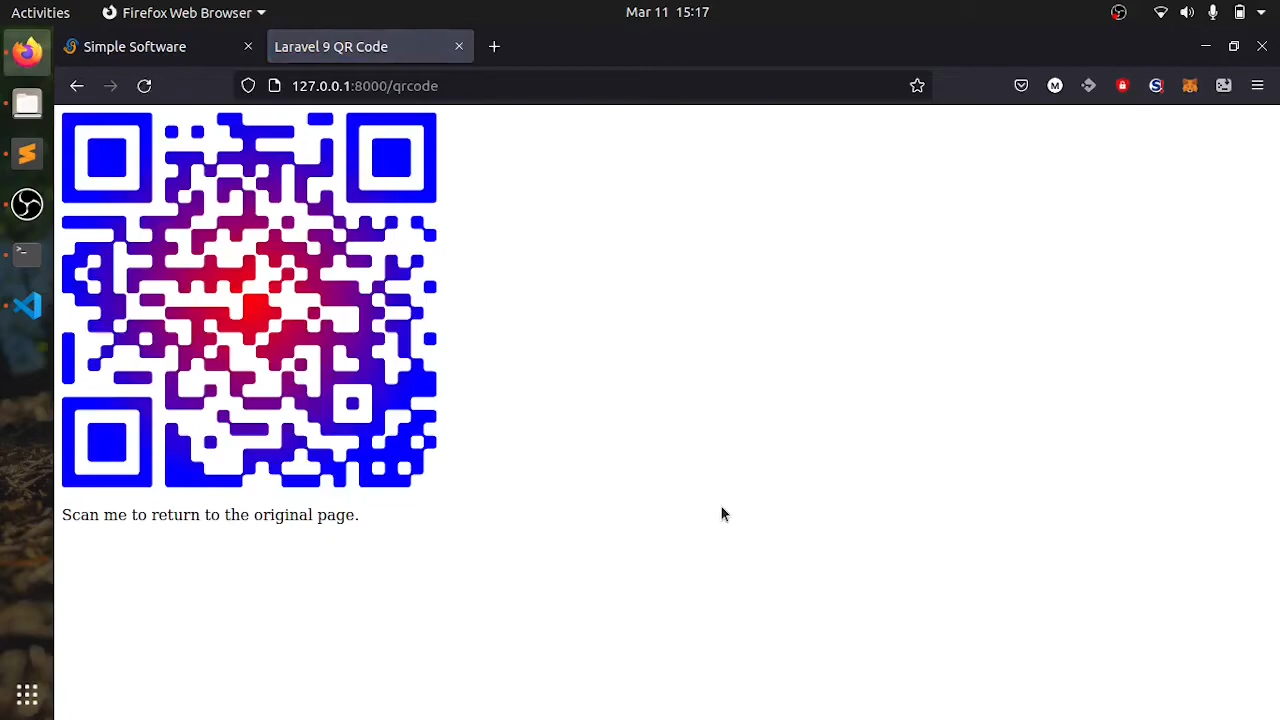 Activities Firefox Web Browser Mar 11 15:17
Simple Software Laravel 9 QR Code
127.0.0.1:8000/qrcode
Scan me to return to the original page.